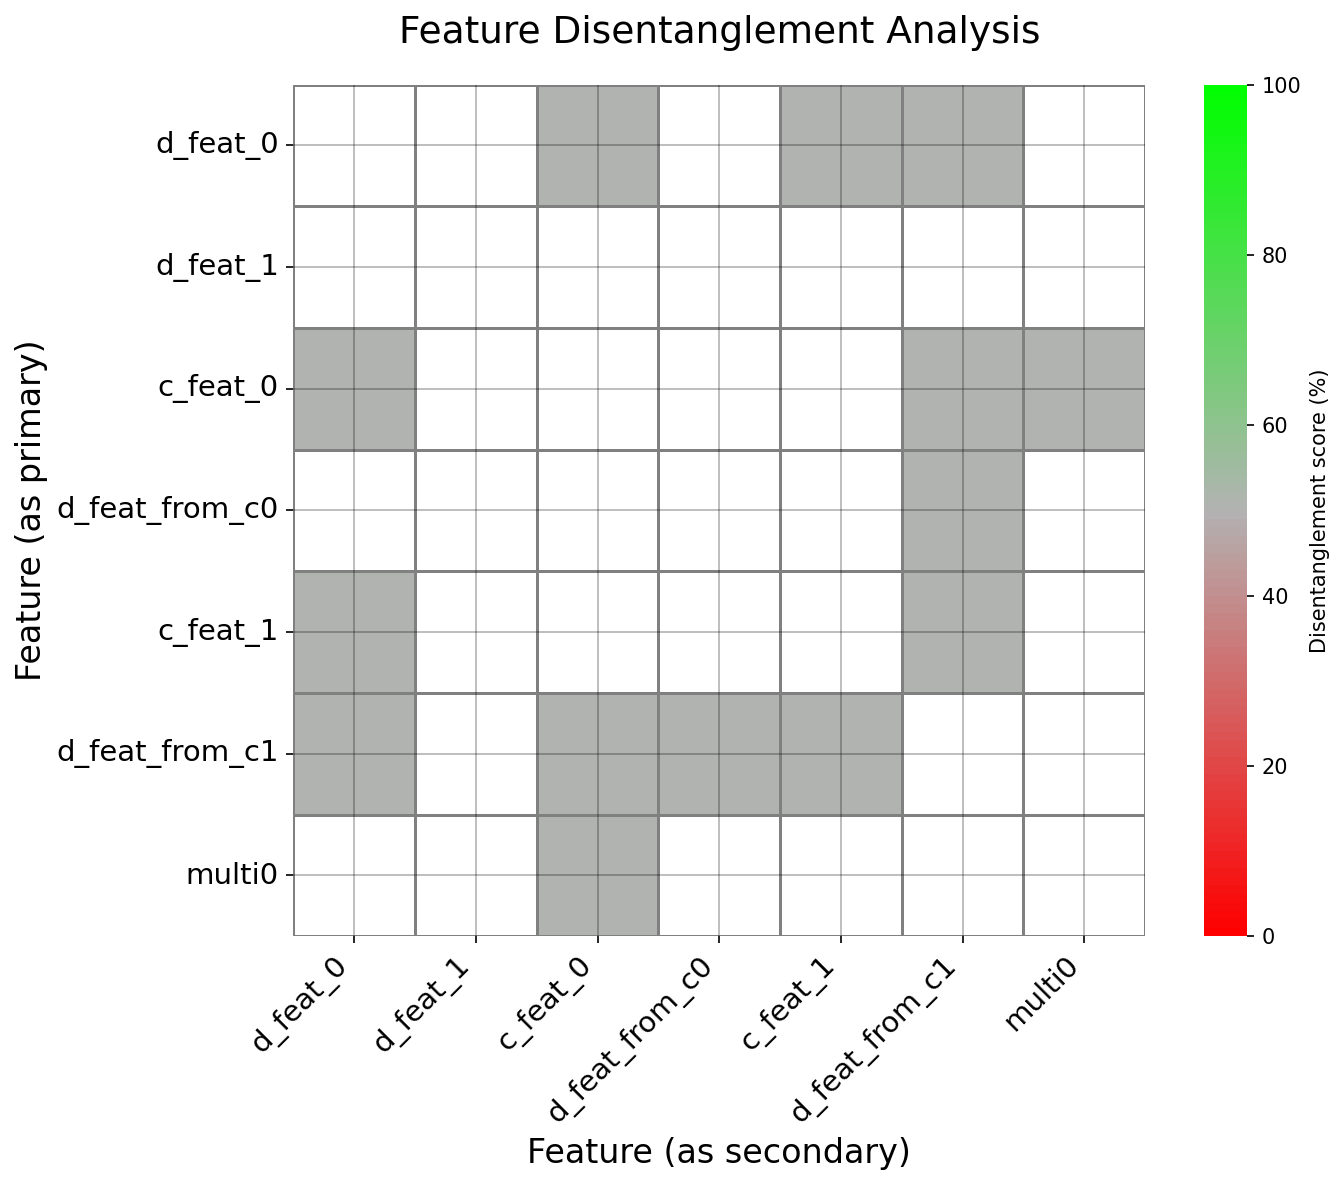 Feature Disentanglement Analysis
Feature (as primary)
d_feat_0
d_feat_1
c_feat_0
d_feat_from_c0
c_feat_1
d_feat_from_c1
multi0
d_feat_0
d_feat_1
c_feat_0
d_feat_from_c0
c_feat_1
d_feat_from_c1
multi0
Feature (as secondary)
100
80
60
40
20
0
Disentanglement score (%)